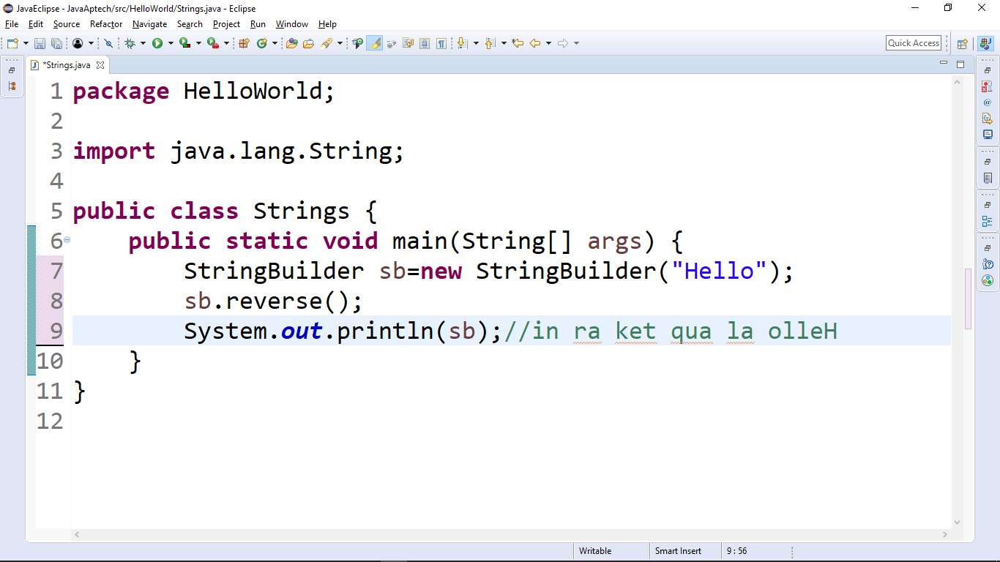 JavaEclipse - JavaAptech/src/HelloWorld/Strings.java - Eclipse
File Edit Source Refactor Navigate Search Project Run Window Help
Quick Access
*Strings.java
1 package HelloWorld;
2
3 import java.lang.String;
4
5 public class Strings {
6 public static void main(String[] args) {
7 StringBuilder sb=new StringBuilder("Hello");
8 sb.reverse();
9 System.out.println(sb);//in ra ket qua la olleH
10 }
11 }
12
Writable Smart Insert 9 : 56